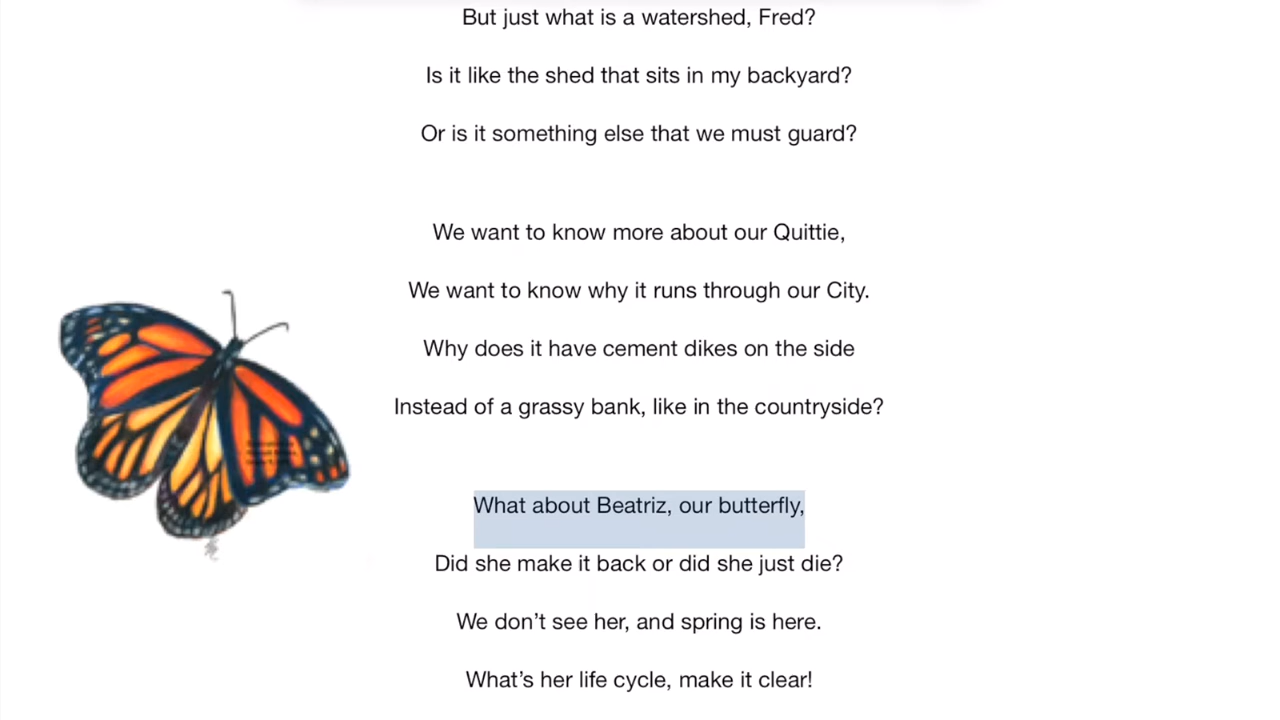 But just what is a watershed, Fred?
Is it like the shed that sits in my backyard?
Or is it something else that we must guard?
We want to know more about our Quittie,
We want to know why it runs through our City.
Why does it have cement dikes on the side
Instead of a grassy bank, like in the countryside?
What about Beatriz, our butterfly,
Did she make it back or did she just die?
We don’t see her, and spring is here.
What’s her life cycle, make it clear!